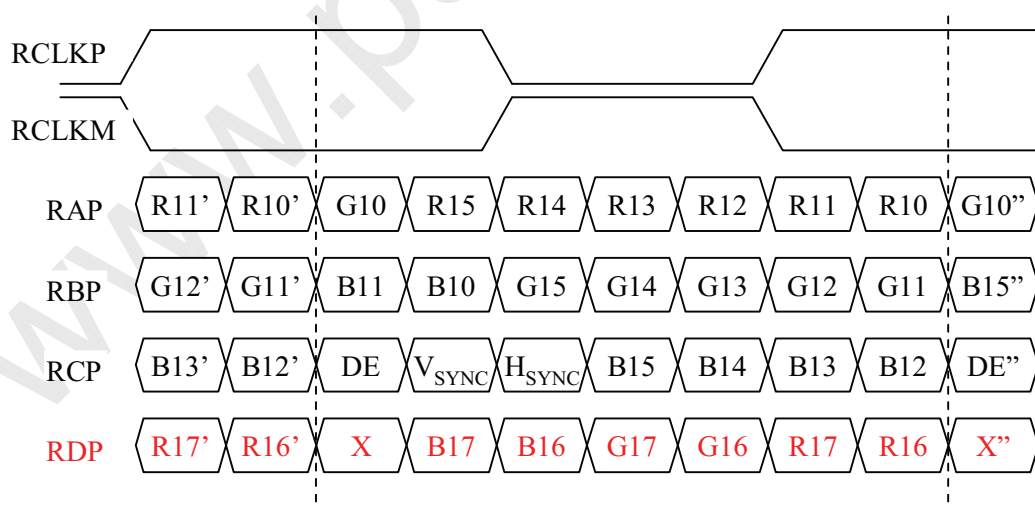 www.p
RCLKP
RCLKM
RAP R11’ R10’ G10 R15 R14 R13 R12 R11 R10 G10”
RBP G12’ G11’ B11 B10 G15 G14 G13 G12 G11 B15”
RCP B13’ B12’ DE VSYNC HSYNC B15 B14 B13 B12 DE”
RDP R17’ R16’ X B17 B16 G17 G16 R17 R16 X”